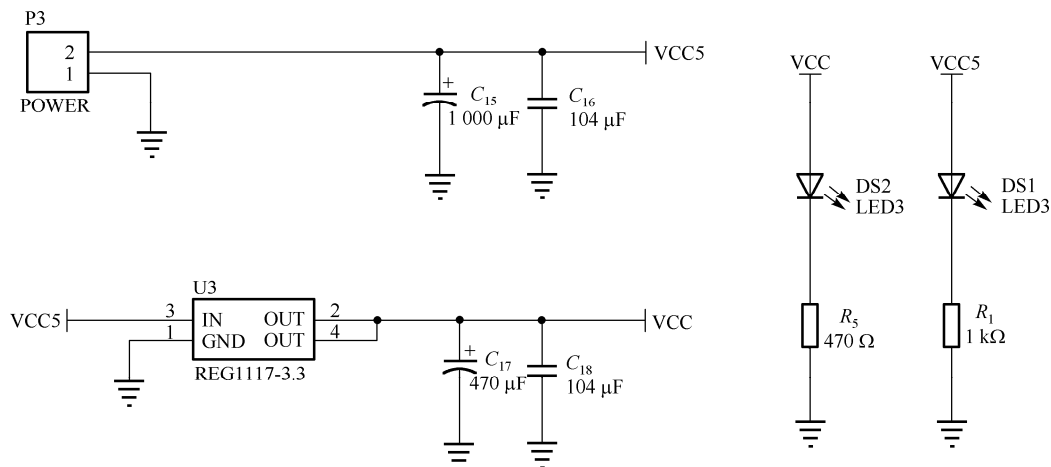 P3
2
1
POWER
VCC5
C15
1 000 μF
C16
104 μF
VCC
DS2
LED3
R5
470 Ω
VCC5
DS1
LED3
R1
1 kΩ
U3
VCC5
3
IN
OUT
2
1
GND
OUT
4
REG1117-3.3
VCC
C17
470 μF
C18
104 μF